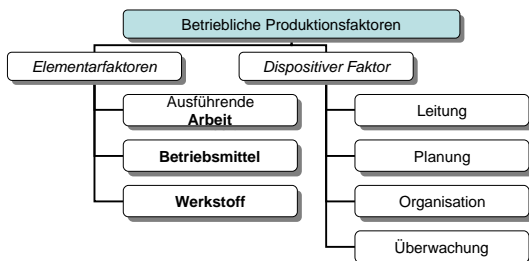 Betriebliche Produktionsfaktoren
Elementarfaktoren
Ausführende
Arbeit
Betriebsmittel
Werkstoff
Dispositiver Faktor
Leitung
Planung
Organisation
Überwachung